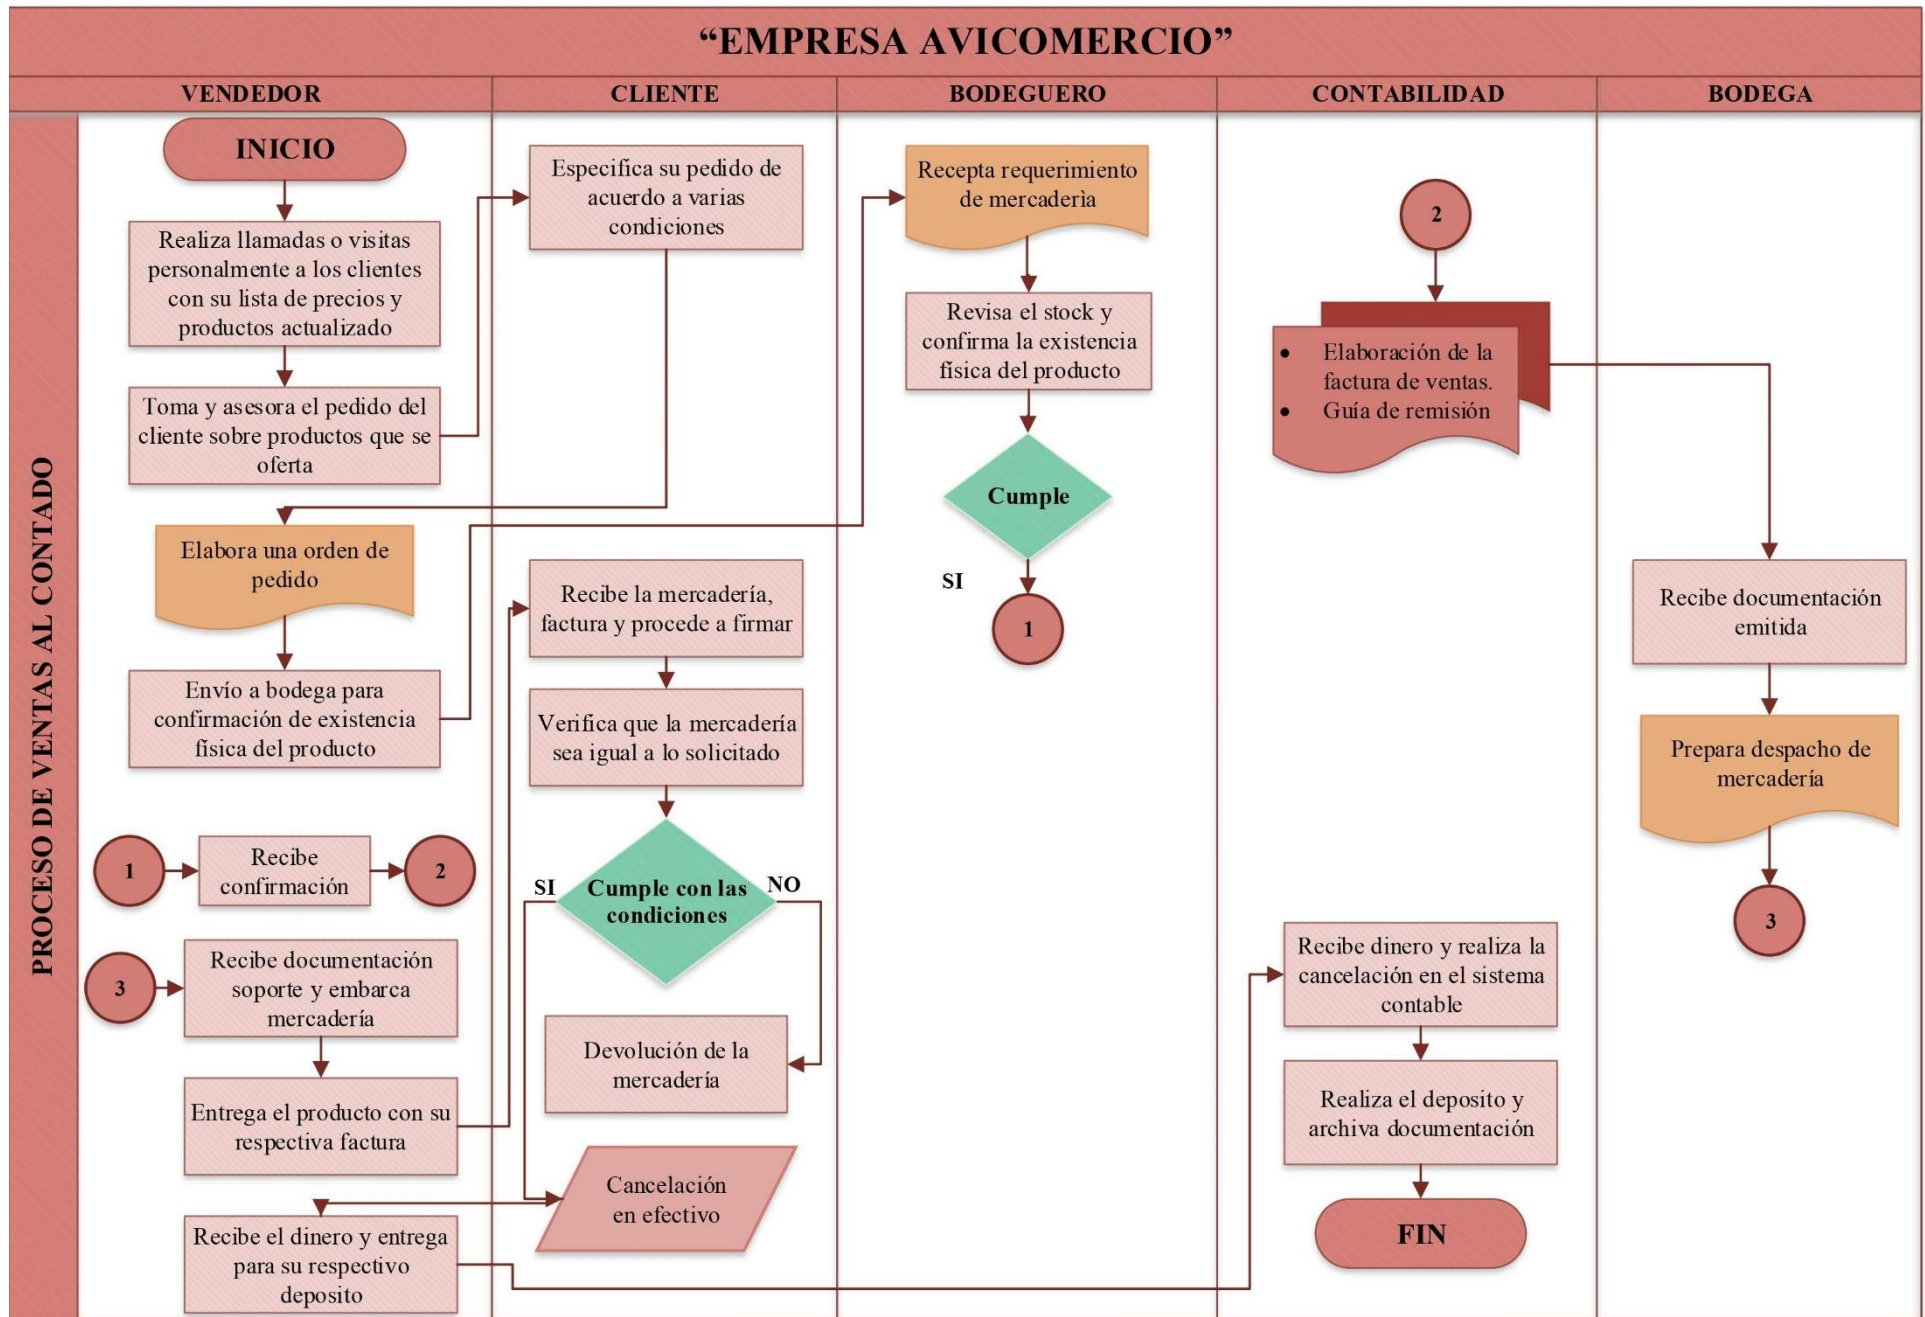 “EMPRESA AVICOMERCIO”
VENDEDOR
CLIENTE
BODEGUERO
CONTABILIDAD
BODEGA
PROCESO DE VENTAS AL CONTADO
INICIO
Realiza llamadas o visitas
personalmente a los clientes
con su lista de precios y
productos actualizado
Toma y asesora el pedido del
cliente sobre productos que se
oferta
Elabora una orden de
pedido
Envío a bodega para
confirmación de existencia
física del producto
1
Recibe
confirmación
2
3
Recibe documentación
soporte y embarca
mercadería
Entrega el producto con su
respectiva factura
Recibe el dinero y entrega
para su respectivo
deposito
Especifica su pedido de
acuerdo a varias
condiciones
Recibe la mercadería,
factura y procede a firmar
Verifica que la mercadería
sea igual a lo solicitado
SI
Cumple con las
condiciones
NO
Devolución de la
mercadería
Cancelación
en efectivo
Recepta requerimiento
de mercaderìa
Revisa el stock y
confirma la existencia
física del producto
Cumple
SI
1
2
• Elaboración de la
factura de ventas.
• Guía de remisión
Recibe dinero y realiza la
cancelación en el sistema
contable
Realiza el deposito y
archiva documentación
FIN
Recibe documentación
emitida
Prepara despacho de
mercadería
3